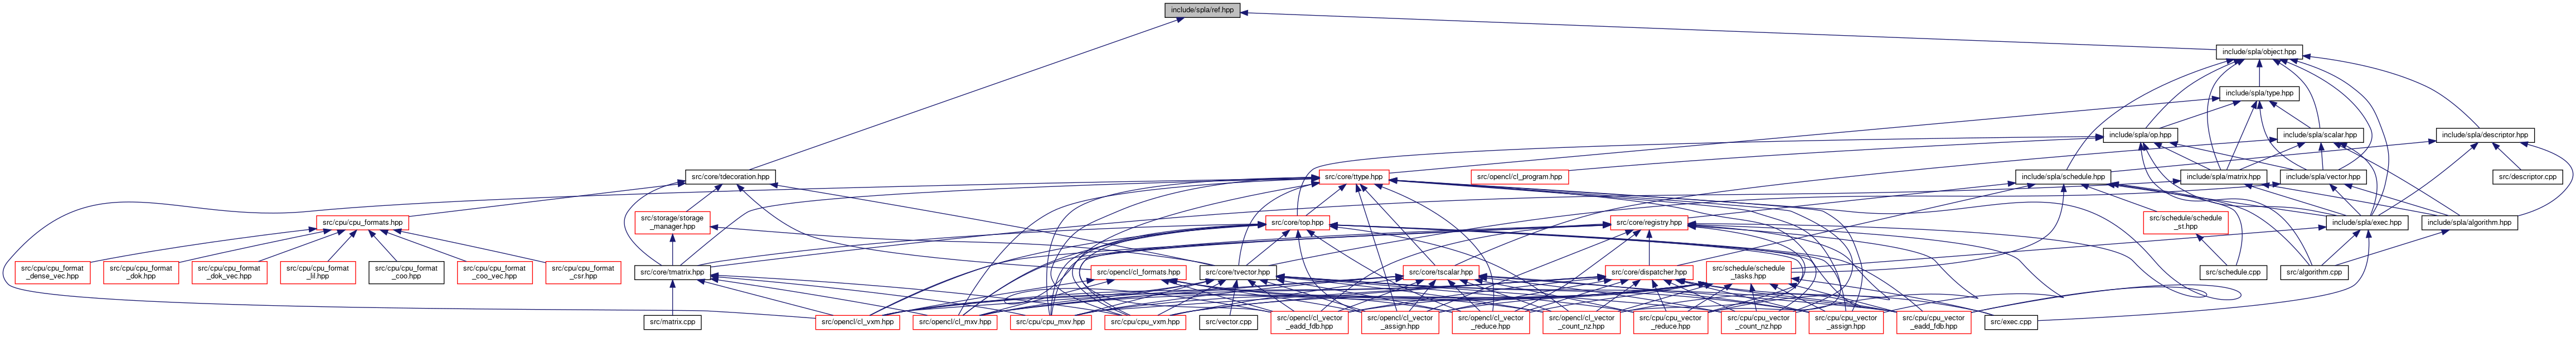 include/spla/ref.hpp
include/spla/object.hpp
include/spla/type.hpp
include/spla/op.hpp
include/spla/scalar.hpp
include/spla/descriptor.hpp
src/core/tdecoration.hpp
src/core/ttype.hpp
src/opencl/cl_program.hpp
include/spla/schedule.hpp
include/spla/matrix.hpp
include/spla/vector.hpp
src/descriptor.cpp
src/cpu/cpu_formats.hpp
src/storage/storage
_manager.hpp
src/core/top.hpp
src/core/registry.hpp
src/schedule/schedule
_st.hpp
include/spla/exec.hpp
include/spla/algorithm.hpp
src/cpu/cpu_format
_dense_vec.hpp
src/cpu/cpu_format
_dok.hpp
src/cpu/cpu_format
_dok_vec.hpp
src/cpu/cpu_format
_lil.hpp
src/cpu/cpu_format
_coo.hpp
src/cpu/cpu_format
_coo_vec.hpp
src/cpu/cpu_format
_csr.hpp
src/core/tmatrix.hpp
src/opencl/cl_formats.hpp
src/core/tvector.hpp
src/core/tscalar.hpp
src/core/dispatcher.hpp
src/schedule/schedule
_tasks.hpp
src/schedule.cpp
src/algorithm.cpp
src/matrix.cpp
src/opencl/cl_vxm.hpp
src/opencl/cl_mxv.hpp
src/cpu/cpu_mxv.hpp
src/cpu/cpu_vxm.hpp
src/vector.cpp
src/opencl/cl_vector
_eadd_fdb.hpp
src/opencl/cl_vector
_assign.hpp
src/opencl/cl_vector
_reduce.hpp
src/opencl/cl_vector
_count_nz.hpp
src/cpu/cpu_vector
_reduce.hpp
src/cpu/cpu_vector
_count_nz.hpp
src/cpu/cpu_vector
_assign.hpp
src/cpu/cpu_vector
_eadd_fdb.hpp
src/exec.cpp